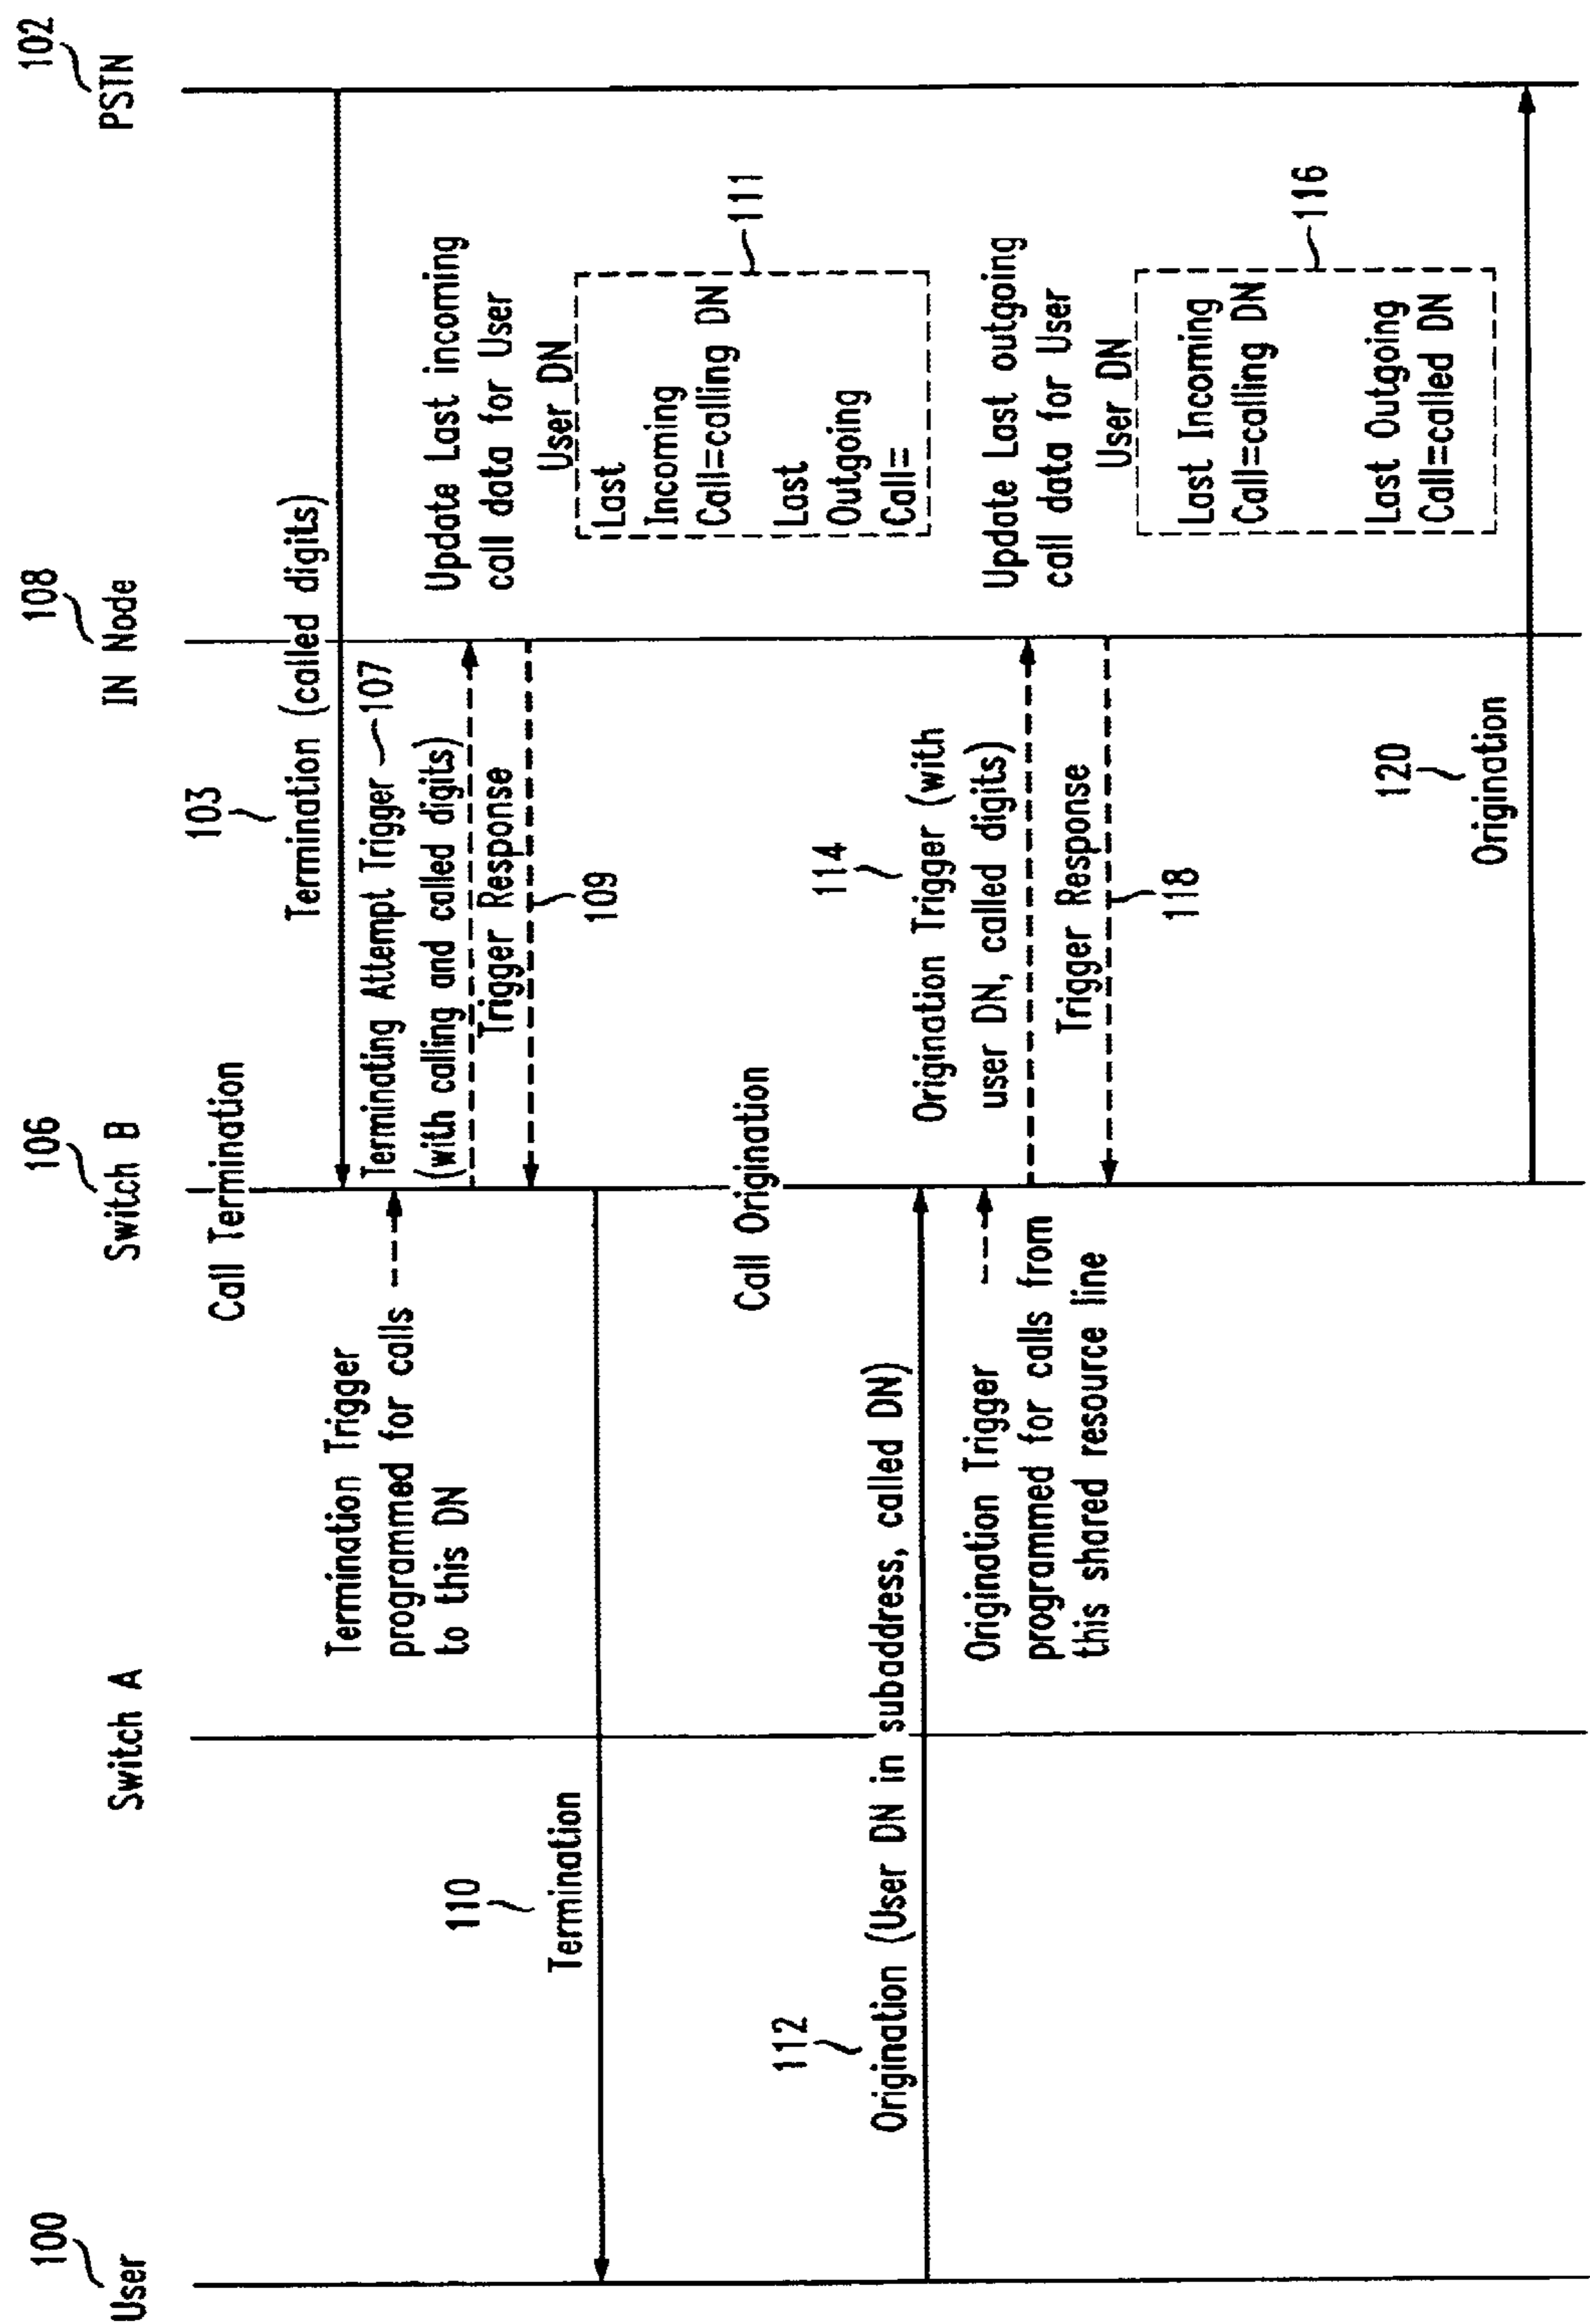 100
User
Switch A
106
Switch B
108
IN Node
102
PSTN
Call Termination
103
Termination (called digits)
Termination Trigger
programmed for calls
to this DN
Terminating Attempt Trigger 107
(with calling and called digits)
Trigger Response
109
Update Last incoming
call data for User
User DN
Last
Incoming
Call=calling DN
Last
Outgoing
Call=
111
110
Termination
Call Origination
112
Origination (User DN in subaddress, called DN)
Origination Trigger
programmed for calls from
this shared resource line
114
Origination Trigger (with
user DN, called digits)
Trigger Response
118
Update Last outgoing
call data for User
User DN
Last Incoming
Call=calling DN
Last Outgoing
Call=called DN
116
120
Origination